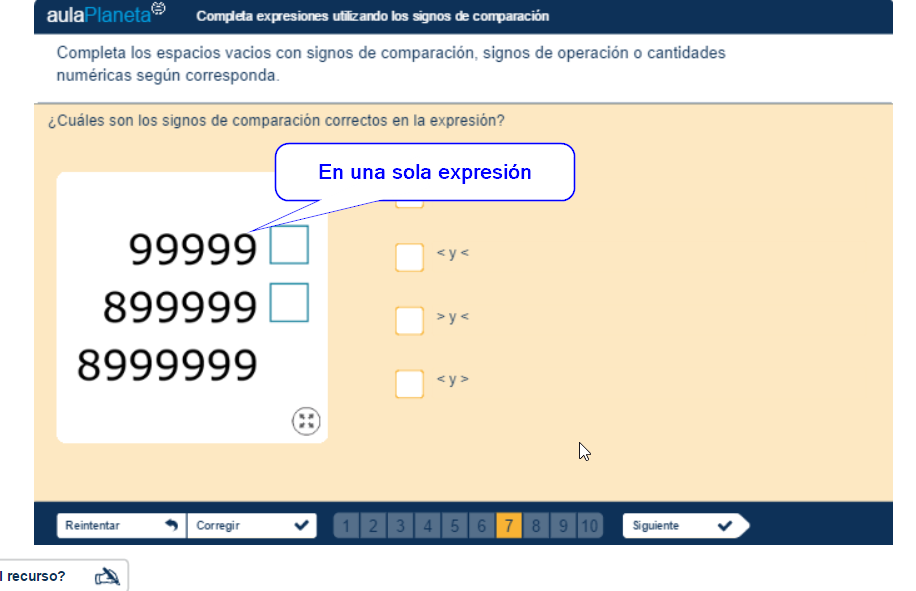 aulaPlaneta Completa expresiones utilizando los signos de comparación
Completa los espacios vacios con signos de comparación, signos de operación o cantidades
numéricas según corresponda.
¿Cuáles son los signos de comparación correctos en la expresión?
En una sola expresión
99999
899999
8999999
< y <
> y <
< y >
Reintentar Corregir 1 2 3 4 5 6 7 8 9 10 Siguiente
recurso?